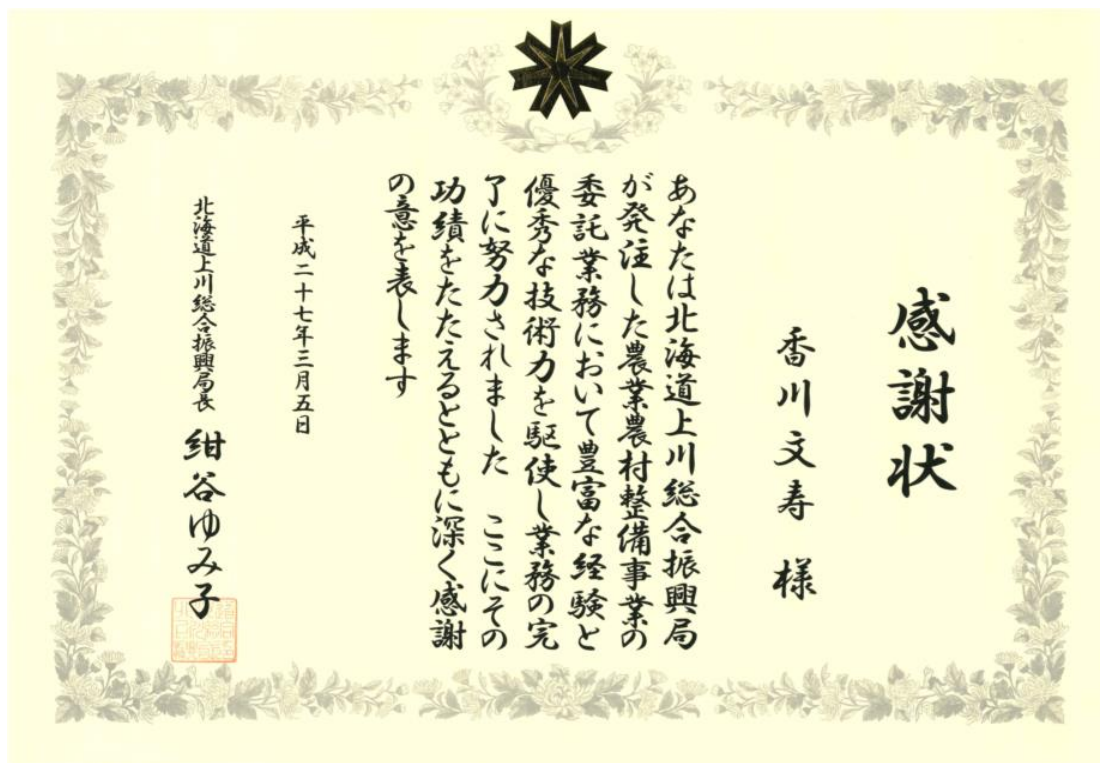 感謝状
香川文寿 様
あなたは北海道上川総合振興局
が発注した農業農村整備事業の
委託業務において豊富な経験と
優秀な技術力を駆使し業務の完
了に努力されました ここにその
功績をたたえるとともに深く感謝
の意を表します
平成二十七年三月五日
北海道上川総合振興局長 紺谷ゆみ子